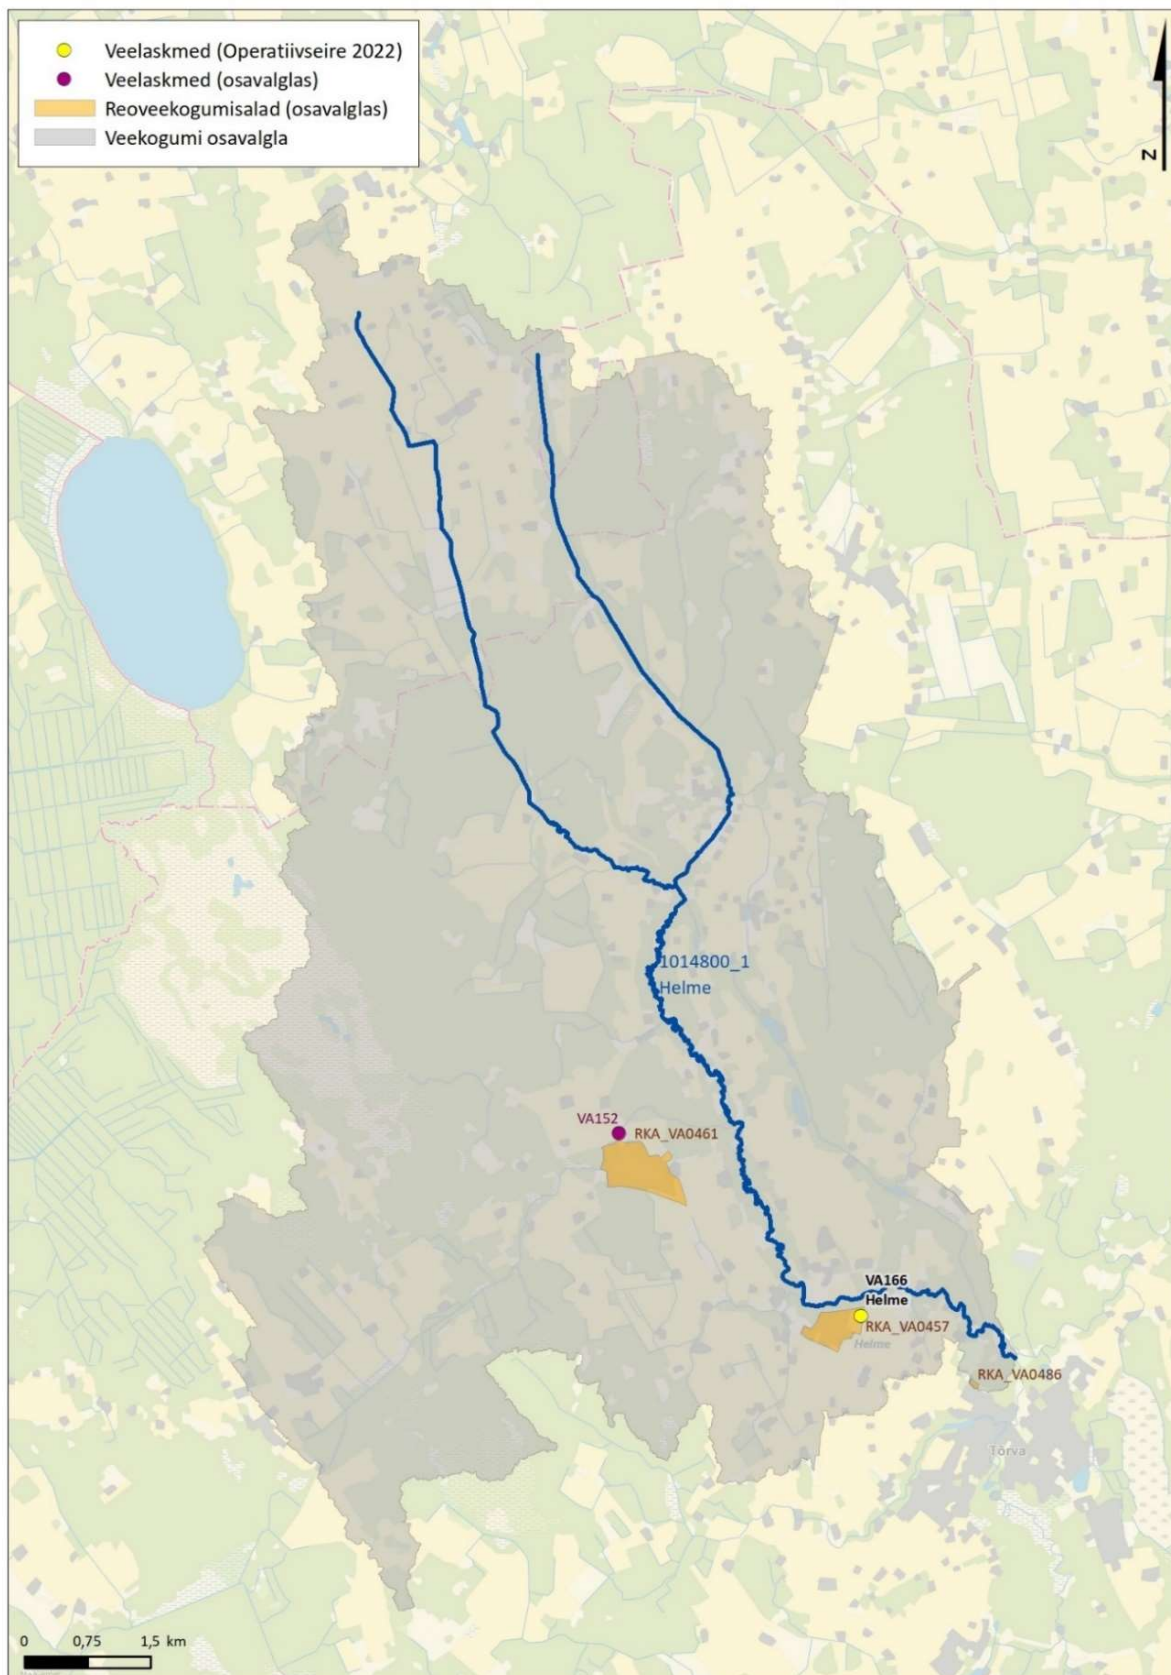 Veelaskmed (Operatiivseire 2022)
Veelaskmed (osavalglas)
Reoveekogumisalad (osavalglas)
Veekogumi osavalgla
N
1014800_1
Helme
VA152
RKA_VA0461
VA166
Helme
RKA_VA0457
Helme
RKA_VA0486
Tõrva
0 0,75 1,5 km